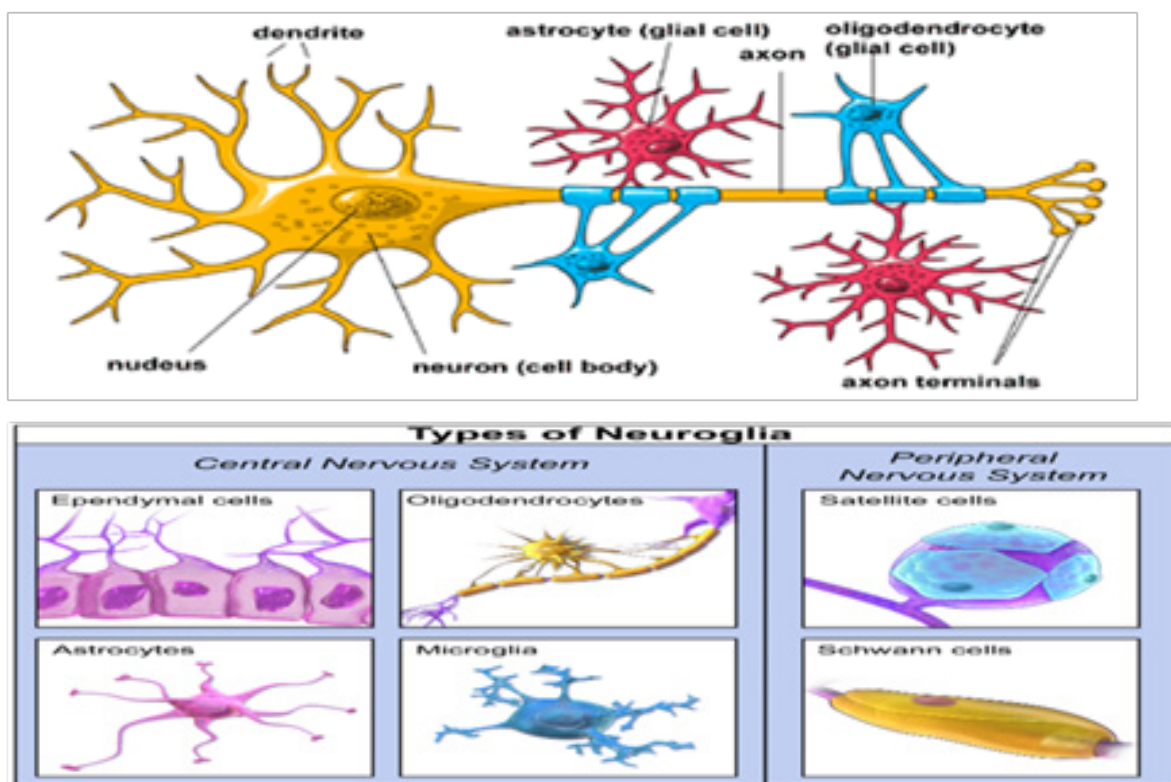 dendrite
astrocyte (glial cell)
axon
oligodendrocyte
(glial cell)
nudeus
neuron (cell body)
axon terminals
Types of Neuroglia
Central Nervous System
Peripheral
Nervous System
Ependymal cells
Oligodendrocytes
Satellite cells
Astrocytes
Microglia
Schwann cells